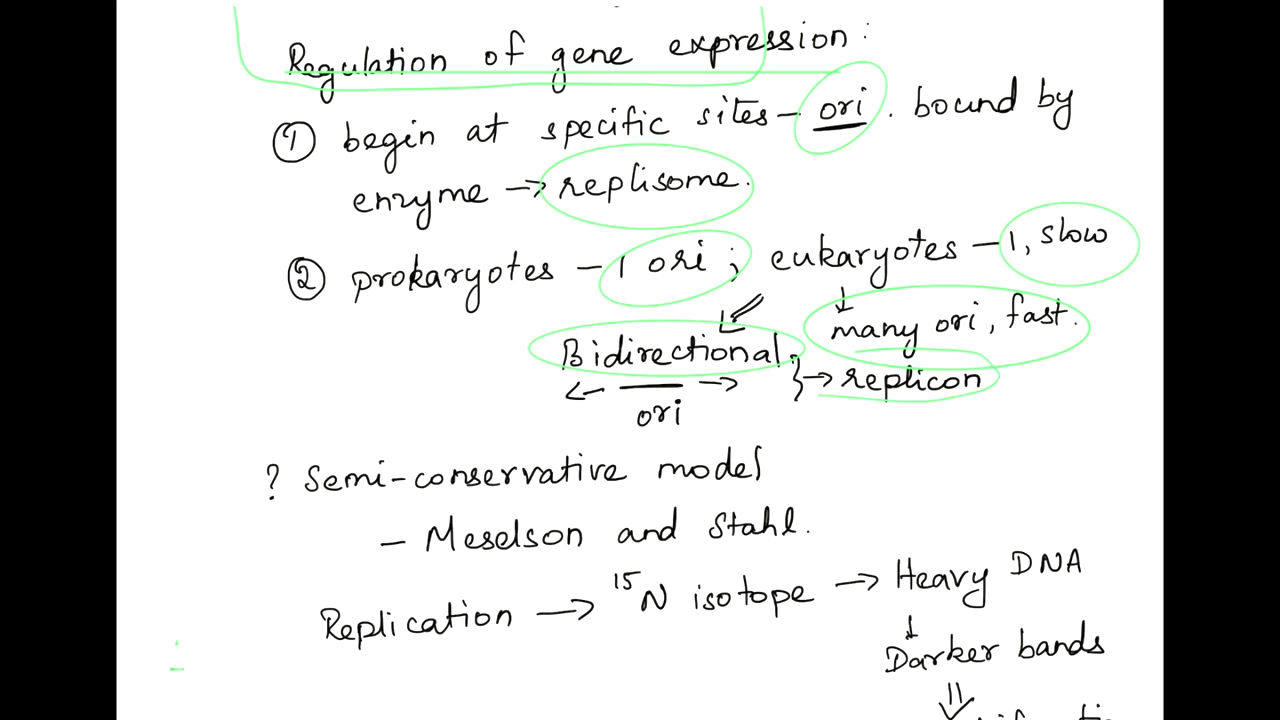 Regulation of gene expression:
① begin at specific sites - ori. bound by
enzyme → replisome.
② prokaryotes - 1 ori; eukaryotes - 1, slow
↓
many ori, fast.
Bidirectional. } → replicon
← ori →
? Semi-conservative model
- Meselson and Stahl.
Replication → ¹⁵N isotope → Heavy DNA
↓
Darker bands
⇓